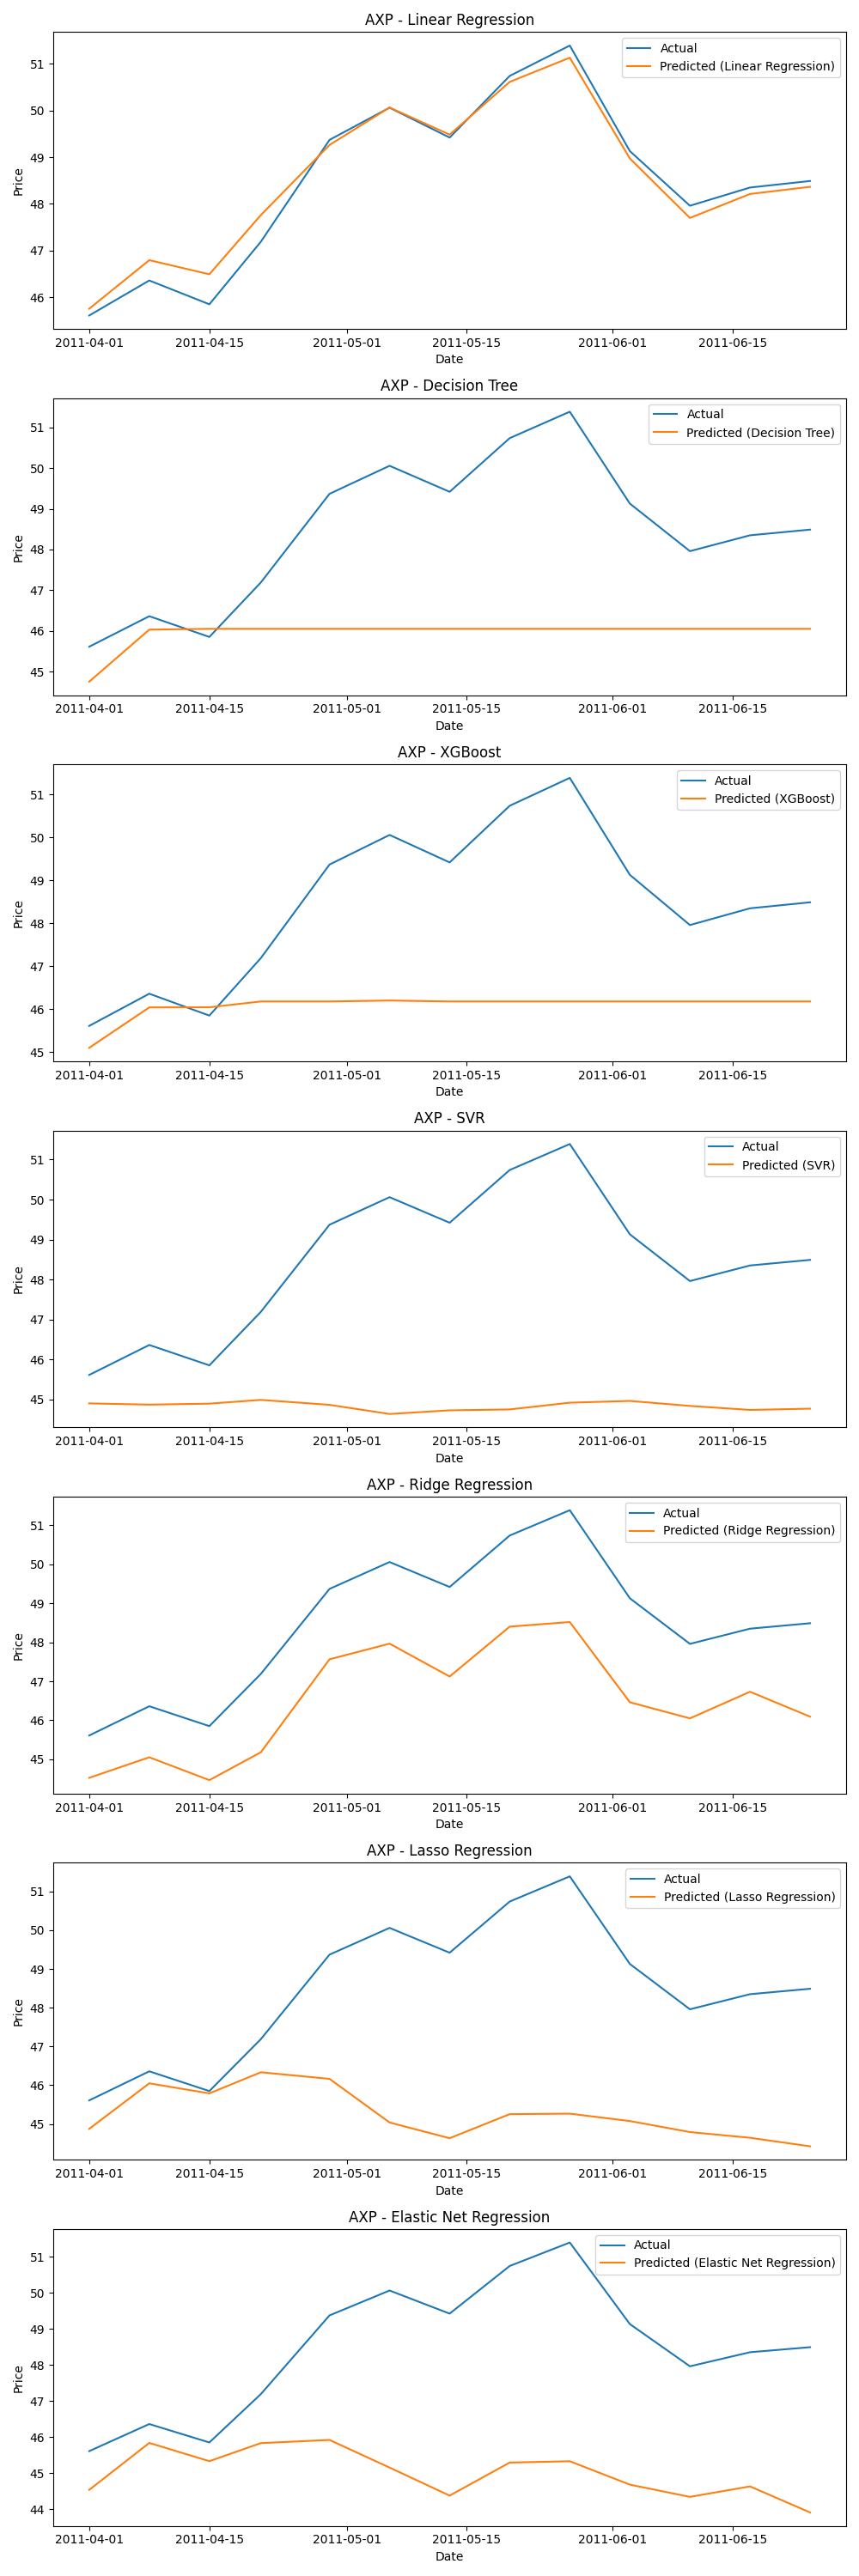 AXP - Linear Regression
Actual
Predicted (Linear Regression)
51
50
49
48
47
46
Price
2011-04-01 2011-04-15 2011-05-01 2011-05-15 2011-06-01 2011-06-15
Date
AXP - Decision Tree
Actual
Predicted (Decision Tree)
51
50
49
48
47
46
45
Price
2011-04-01 2011-04-15 2011-05-01 2011-05-15 2011-06-01 2011-06-15
Date
AXP - XGBoost
Actual
Predicted (XGBoost)
51
50
49
48
47
46
45
Price
2011-04-01 2011-04-15 2011-05-01 2011-05-15 2011-06-01 2011-06-15
Date
AXP - SVR
Actual
Predicted (SVR)
51
50
49
48
47
46
45
Price
2011-04-01 2011-04-15 2011-05-01 2011-05-15 2011-06-01 2011-06-15
Date
AXP - Ridge Regression
Actual
Predicted (Ridge Regression)
51
50
49
48
47
46
45
Price
2011-04-01 2011-04-15 2011-05-01 2011-05-15 2011-06-01 2011-06-15
Date
AXP - Lasso Regression
Actual
Predicted (Lasso Regression)
51
50
49
48
47
46
45
Price
2011-04-01 2011-04-15 2011-05-01 2011-05-15 2011-06-01 2011-06-15
Date
AXP - Elastic Net Regression
Actual
Predicted (Elastic Net Regression)
51
50
49
48
47
46
45
44
Price
2011-04-01 2011-04-15 2011-05-01 2011-05-15 2011-06-01 2011-06-15
Date